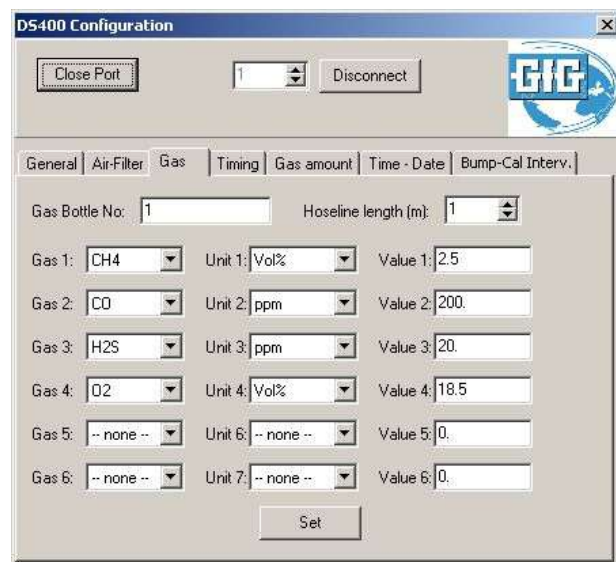 DS400 Configuration
Close Port 1 Disconnect
GfG
General Air-Filter Gas Timing Gas amount Time - Date Bump-Cal Interv.
Gas Bottle No: 1 Hoseline length (m): 1
Gas 1: CH4 Unit 1: Vol% Value 1: 2.5
Gas 2: CO Unit 2: ppm Value 2: 200.
Gas 3: H2S Unit 3: ppm Value 3: 20.
Gas 4: O2 Unit 4: Vol% Value 4: 18.5
Gas 5: -- none -- Unit 6: -- none -- Value 5: 0.
Gas 6: -- none -- Unit 7: -- none -- Value 6: 0.
Set